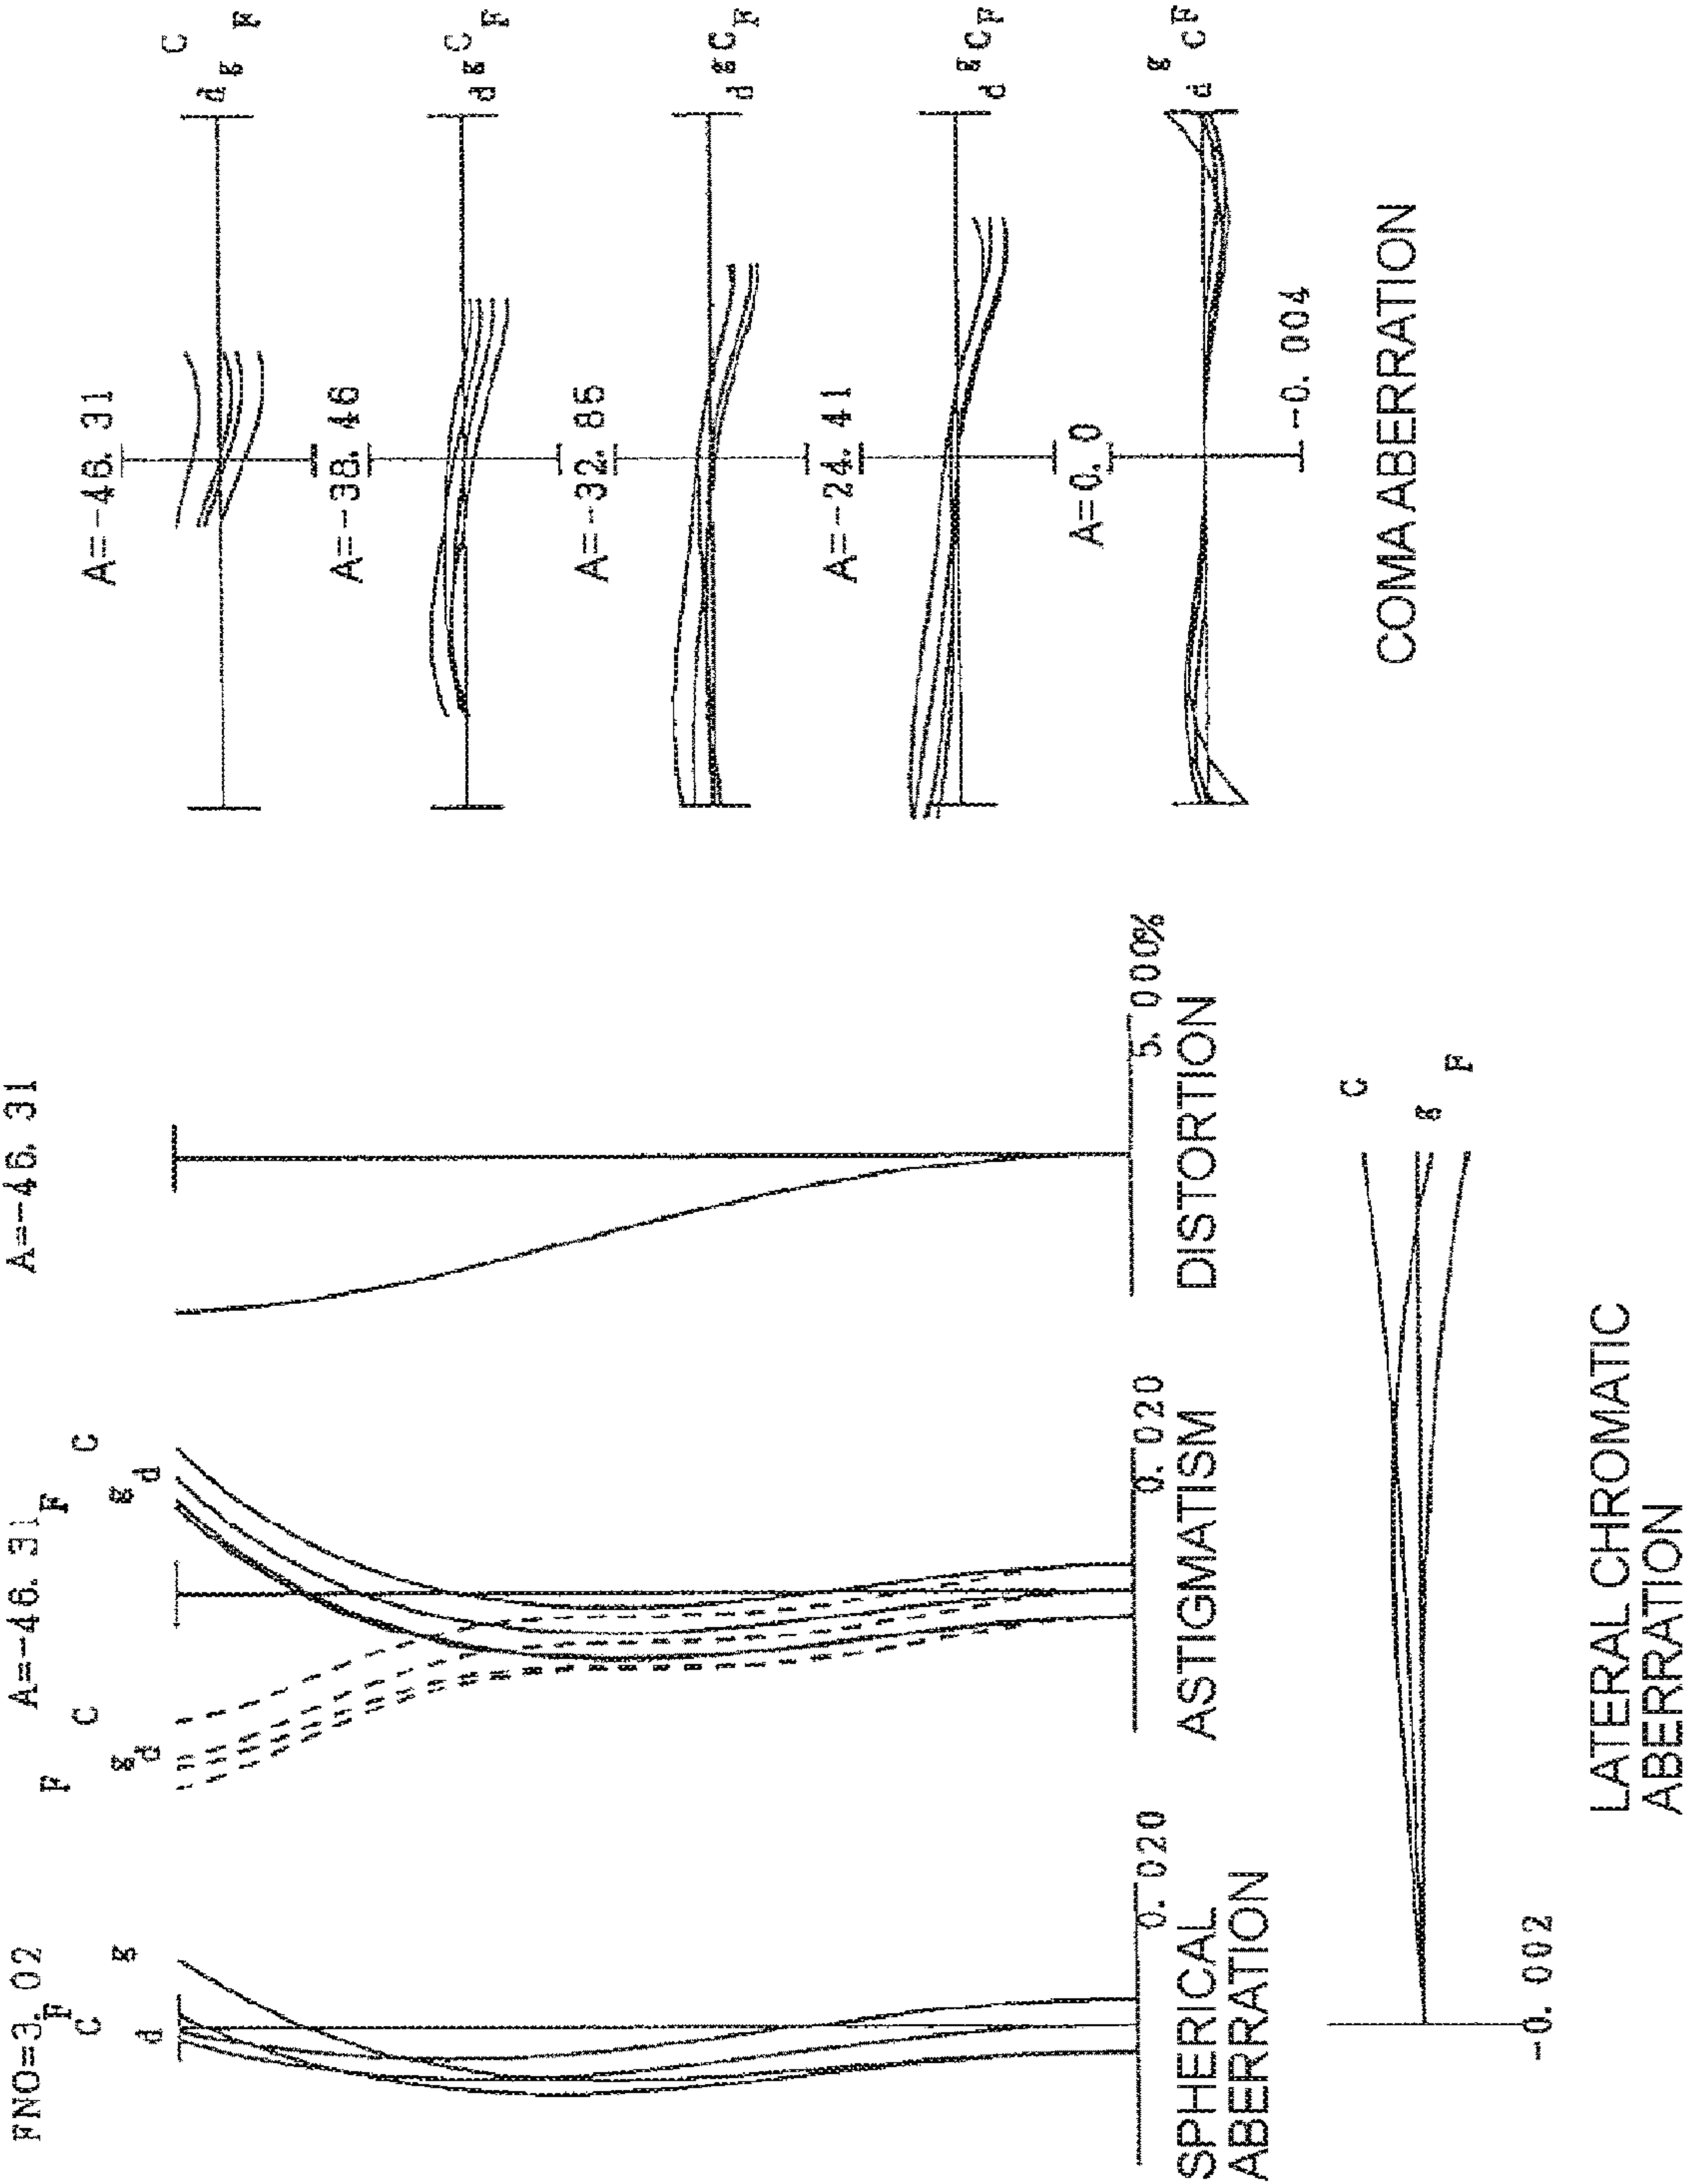 FNO=3. 02
F
C
d
g
0. 020
SPHERICAL
ABERRATION
A=-46. 31
F
C
g
d
F
C
g
d
0. 020
ASTIGMATISM
A=-46. 31
5. 000%
DISTORTION
C
g
F
-0. 002
LATERAL CHROMATIC
ABERRATION
A=-46. 31
C
F
g
d
A=-38. 46
C
F
g
d
A=-32. 85
g
C
F
d
A=-24. 41
g
C
F
d
A=0. 0
g
C
F
d
-0. 004
COMA ABERRATION